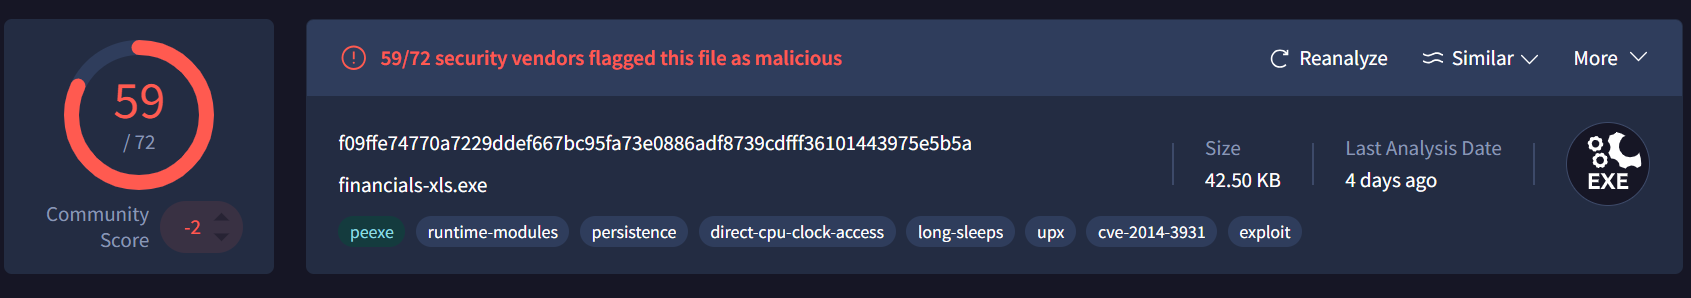 59
/ 72
Community
Score
-2
59/72 security vendors flagged this file as malicious
Reanalyze
Similar
More
f09ffe74770a7229ddef667bc95fa73e0886adf8739cdfff36101443975e5b5a
financials-xls.exe
Size
42.50 KB
Last Analysis Date
4 days ago
EXE
peexe runtime-modules persistence direct-cpu-clock-access long-sleeps upx cve-2014-3931 exploit